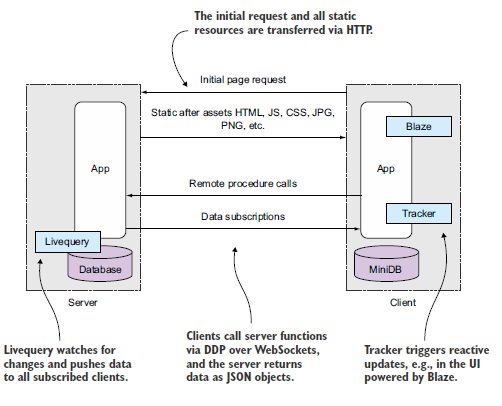 The initial request and all static
resources are transferred via HTTP.
Initial page request
Static after assets HTML, JS, CSS, JPG,
PNG, etc.
Blaze
App
App
Remote procedure calls
Data subscriptions
Tracker
Livequery
Database
MiniDB
Server
Client
Livequery watches for
changes and pushes data
to all subscribed clients.
Clients call server functions
via DDP over WebSockets,
and the server returns
data as JSON objects.
Tracker triggers reactive
updates, e.g., in the UI
powered by Blaze.